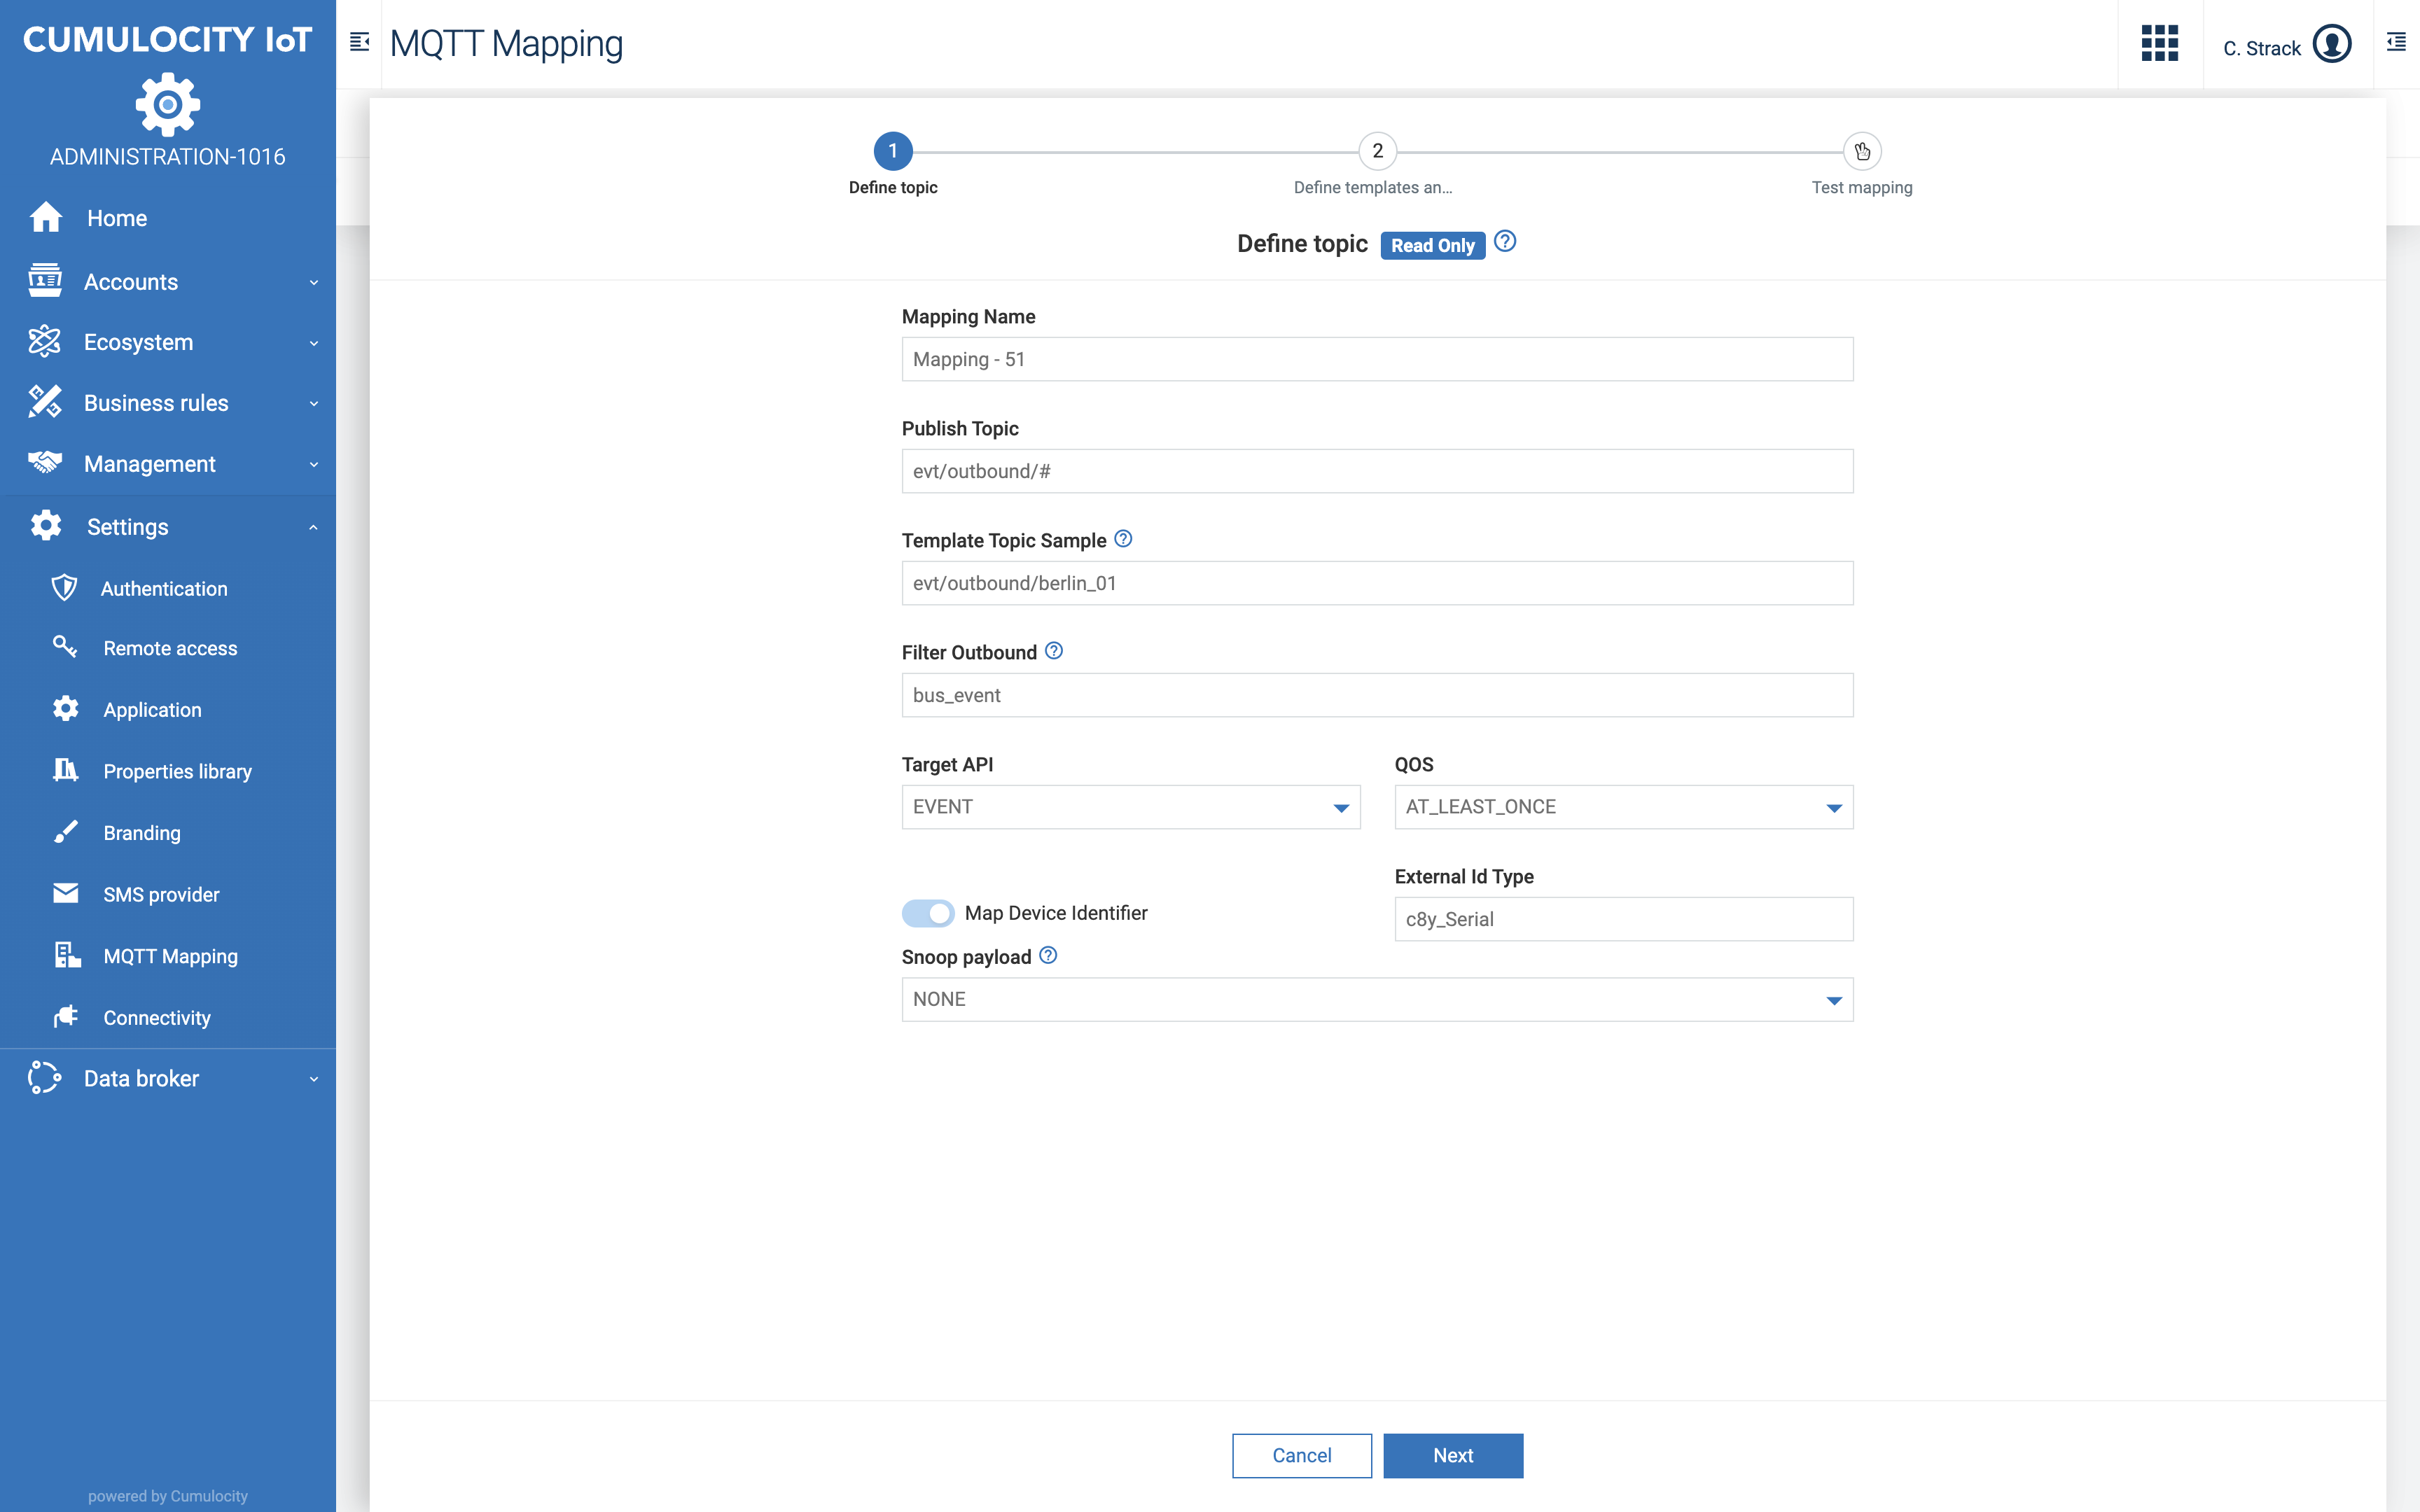 CUMULOCITY IoT
ADMINISTRATION-1016
Home
Accounts
Ecosystem
Business rules
Management
Settings
Authentication
Remote access
Application
Properties library
Branding
SMS provider
MQTT Mapping
Connectivity
Data broker
powered by Cumulocity
MQTT Mapping
C. Strack
1
2
Define topic
Define templates an...
Test mapping
Define topic Read Only
Mapping Name
Mapping - 51
Publish Topic
evt/outbound/#
Template Topic Sample
evt/outbound/berlin_01
Filter Outbound
bus_event
Target API
EVENT
QOS
AT_LEAST_ONCE
Map Device Identifier
External Id Type
c8y_Serial
Snoop payload
NONE
Cancel
Next